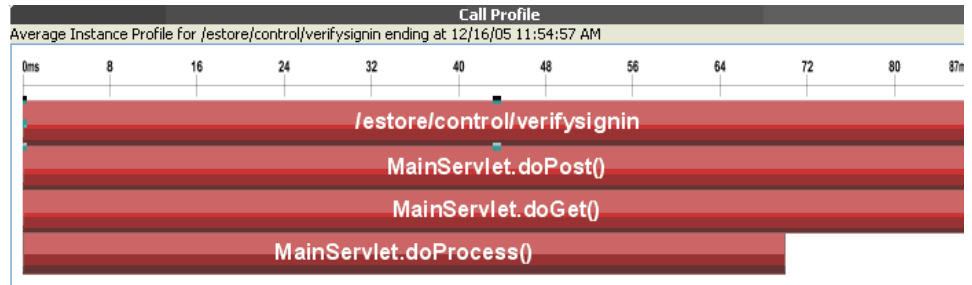 Call Profile
Average Instance Profile for /estore/control/verifysignin ending at 12/16/05 11:54:57 AM
0ms 8 16 24 32 40 48 56 64 72 80 87m
/estore/control/verifysignin
MainServlet.doPost()
MainServlet.doGet()
MainServlet.doProcess()